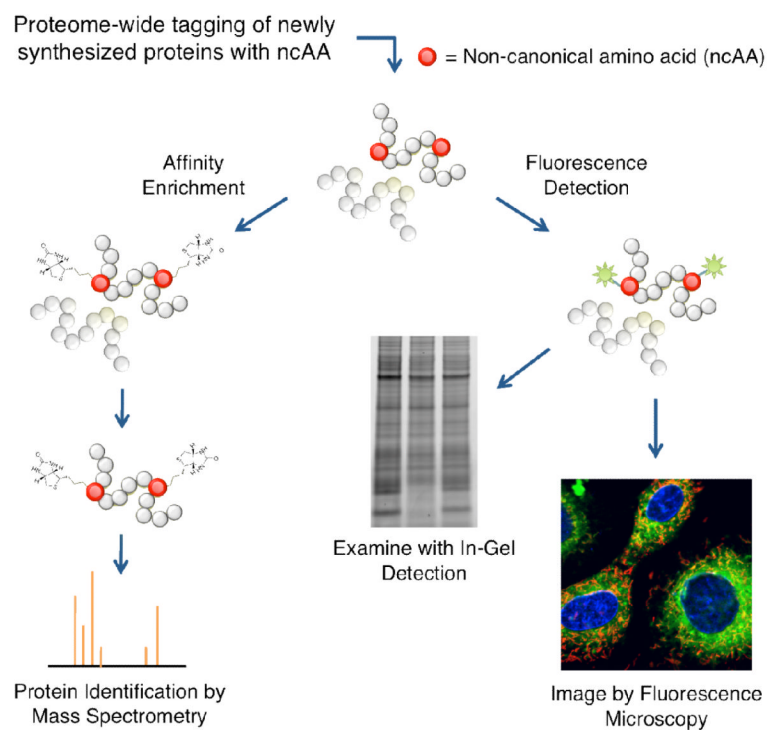 Proteome-wide tagging of newly
synthesized proteins with ncAA
= Non-canonical amino acid (ncAA)
Affinity
Enrichment
Fluorescence
Detection
Examine with In-Gel
Detection
Protein Identification by
Mass Spectrometry
Image by Fluorescence
Microscopy